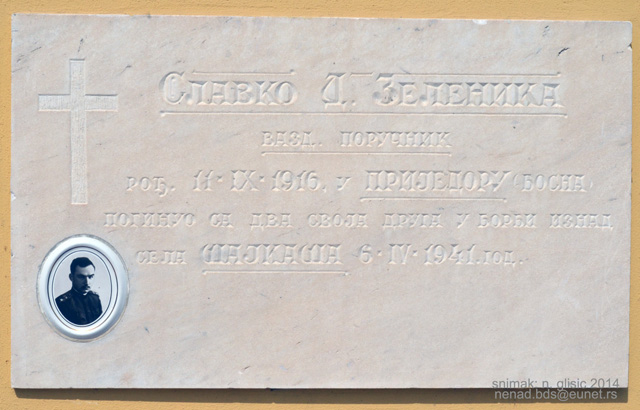 Славко Д. Зеленика
вазд. поручник
рођ. 11·IX·1916. у Приједору (Босна)
погинуо са два своја друга у борби изнад
села Шајкаша 6·IV·1941.год.
snimak: n. glisic 2014
nenad.bds@eunet.rs